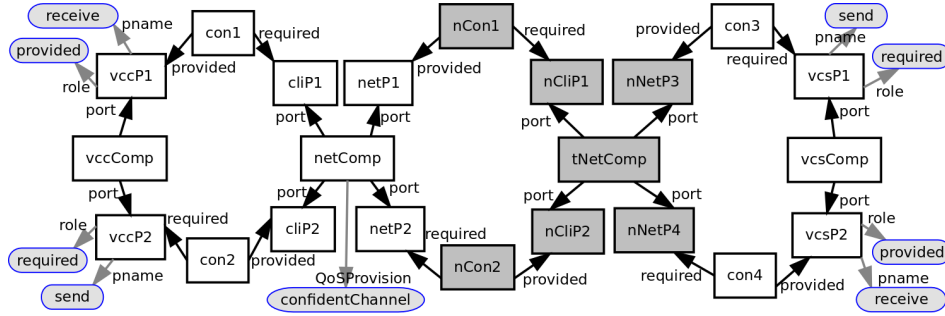 receive
pname
con1
required
nCon1
required
provided
con3
send
pname
provided
role
vccP1
provided
cliP1
netP1
provided
nCliP1
nNetP3
required
vcsP1
required
role
port
port
port
port
port
port
vccComp
netComp
tNetComp
vcsComp
port
port
port
port
port
port
role
vccP2
required
cliP2
netP2
required
nCliP2
nNetP4
vcsP2
role
required
con2
provided
nCon2
provided
required
con4
provided
provided
pname
send
pname
QoSProvision
confidentChannel
receive